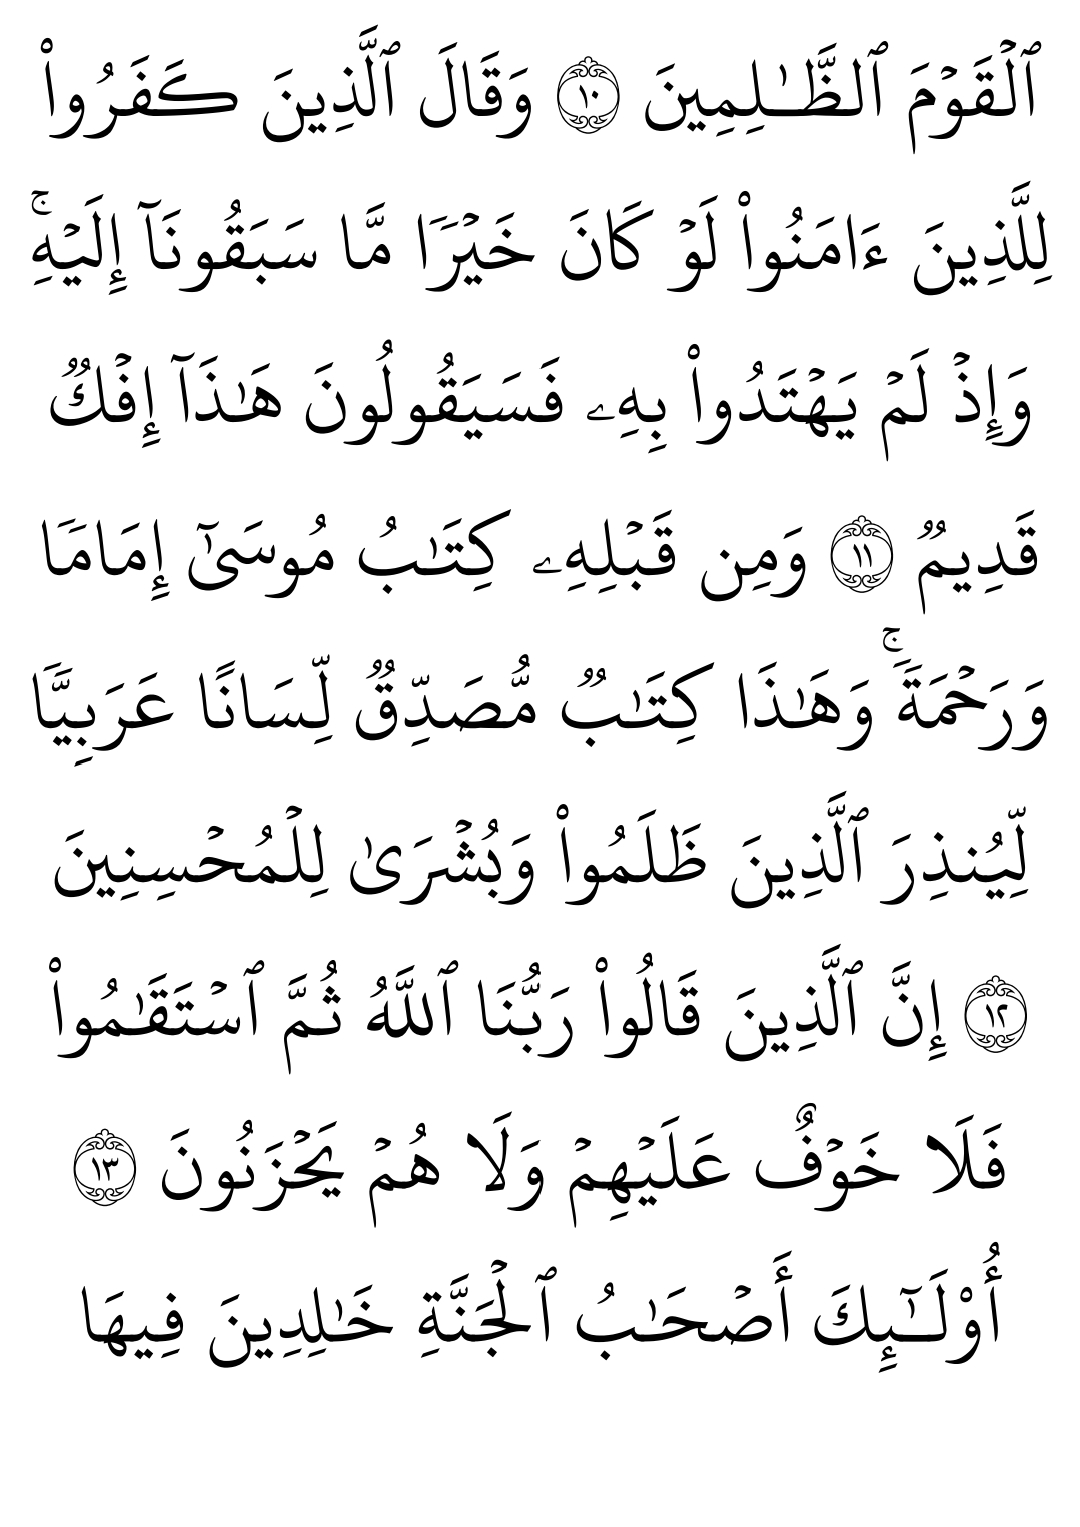 ٱلۡقَوۡمَ ٱلظَّـٰلِمِينَ ١٠ وَقَالَ ٱلَّذِينَ كَفَرُواْ
لِلَّذِينَ ءَامَنُواْ لَوۡ كَانَ خَيۡرٗا مَّا سَبَقُونَآ إِلَيۡهِۚ
وَإِذۡ لَمۡ يَهۡتَدُواْ بِهِۦ فَسَيَقُولُونَ هَٰذَآ إِفۡكٞ
قَدِيمٞ ١١ وَمِن قَبۡلِهِۦ كِتَٰبُ مُوسَىٰٓ إِمَامٗا
وَرَحۡمَةٗۚ وَهَٰذَا كِتَٰبٞ مُّصَدِّقٞ لِّسَانًا عَرَبِيّٗا
لِّيُنذِرَ ٱلَّذِينَ ظَلَمُواْ وَبُشۡرَىٰ لِلۡمُحۡسِنِينَ
١٢ إِنَّ ٱلَّذِينَ قَالُواْ رَبُّنَا ٱللَّهُ ثُمَّ ٱسۡتَقَٰمُواْ
فَلَا خَوۡفٌ عَلَيۡهِمۡ وَلَا هُمۡ يَحۡزَنُونَ ١٣
أُوْلَـٰٓئِكَ أَصۡحَٰبُ ٱلۡجَنَّةِ خَٰلِدِينَ فِيهَا